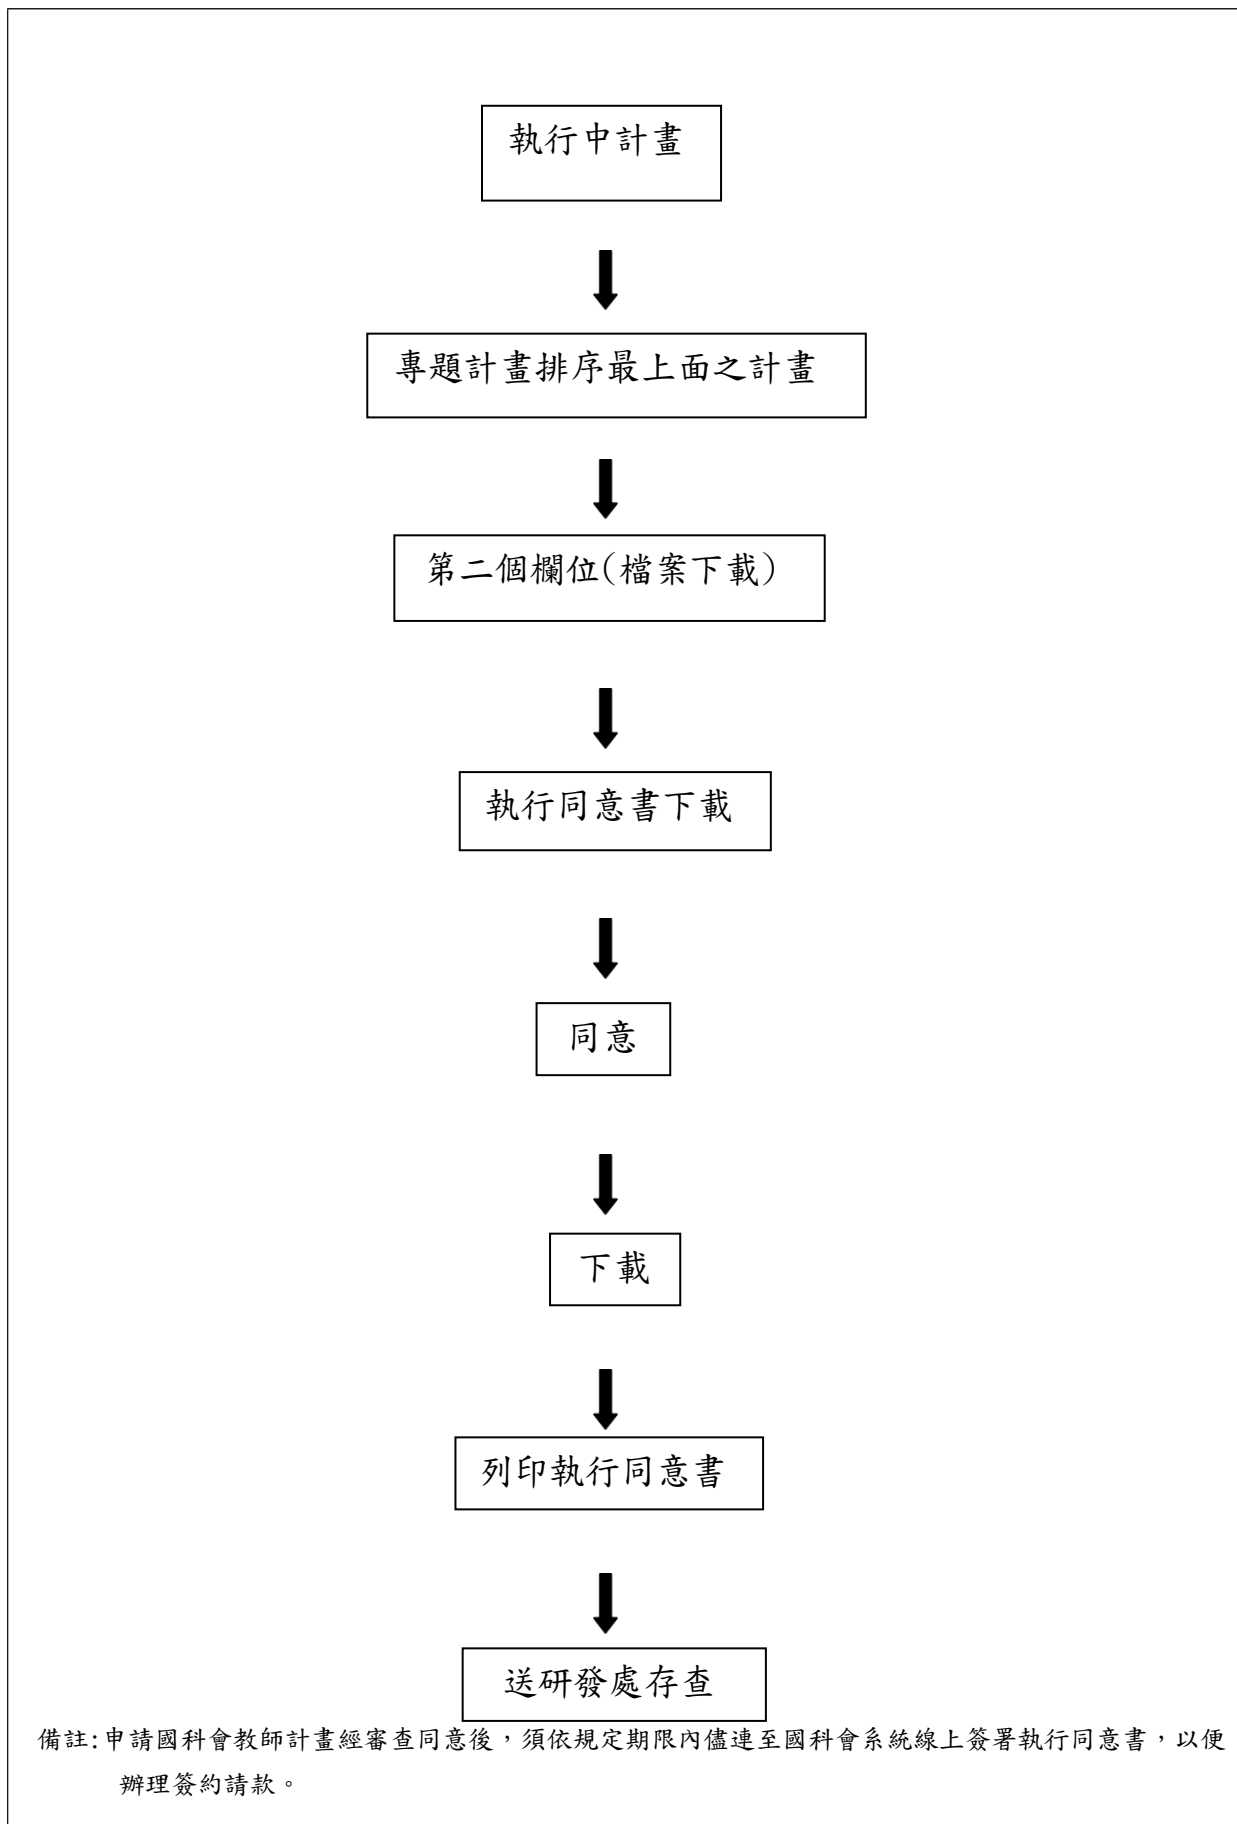 執行中計畫
專題計畫排序最上面之計畫
第二個欄位(檔案下載)
執行同意書下載
同意
下載
列印執行同意書
送研發處存查
備註:申請國科會教師計畫經審查同意後，須依規定期限內儘連至國科會系統線上簽署執行同意書，以便
辦理簽約請款。